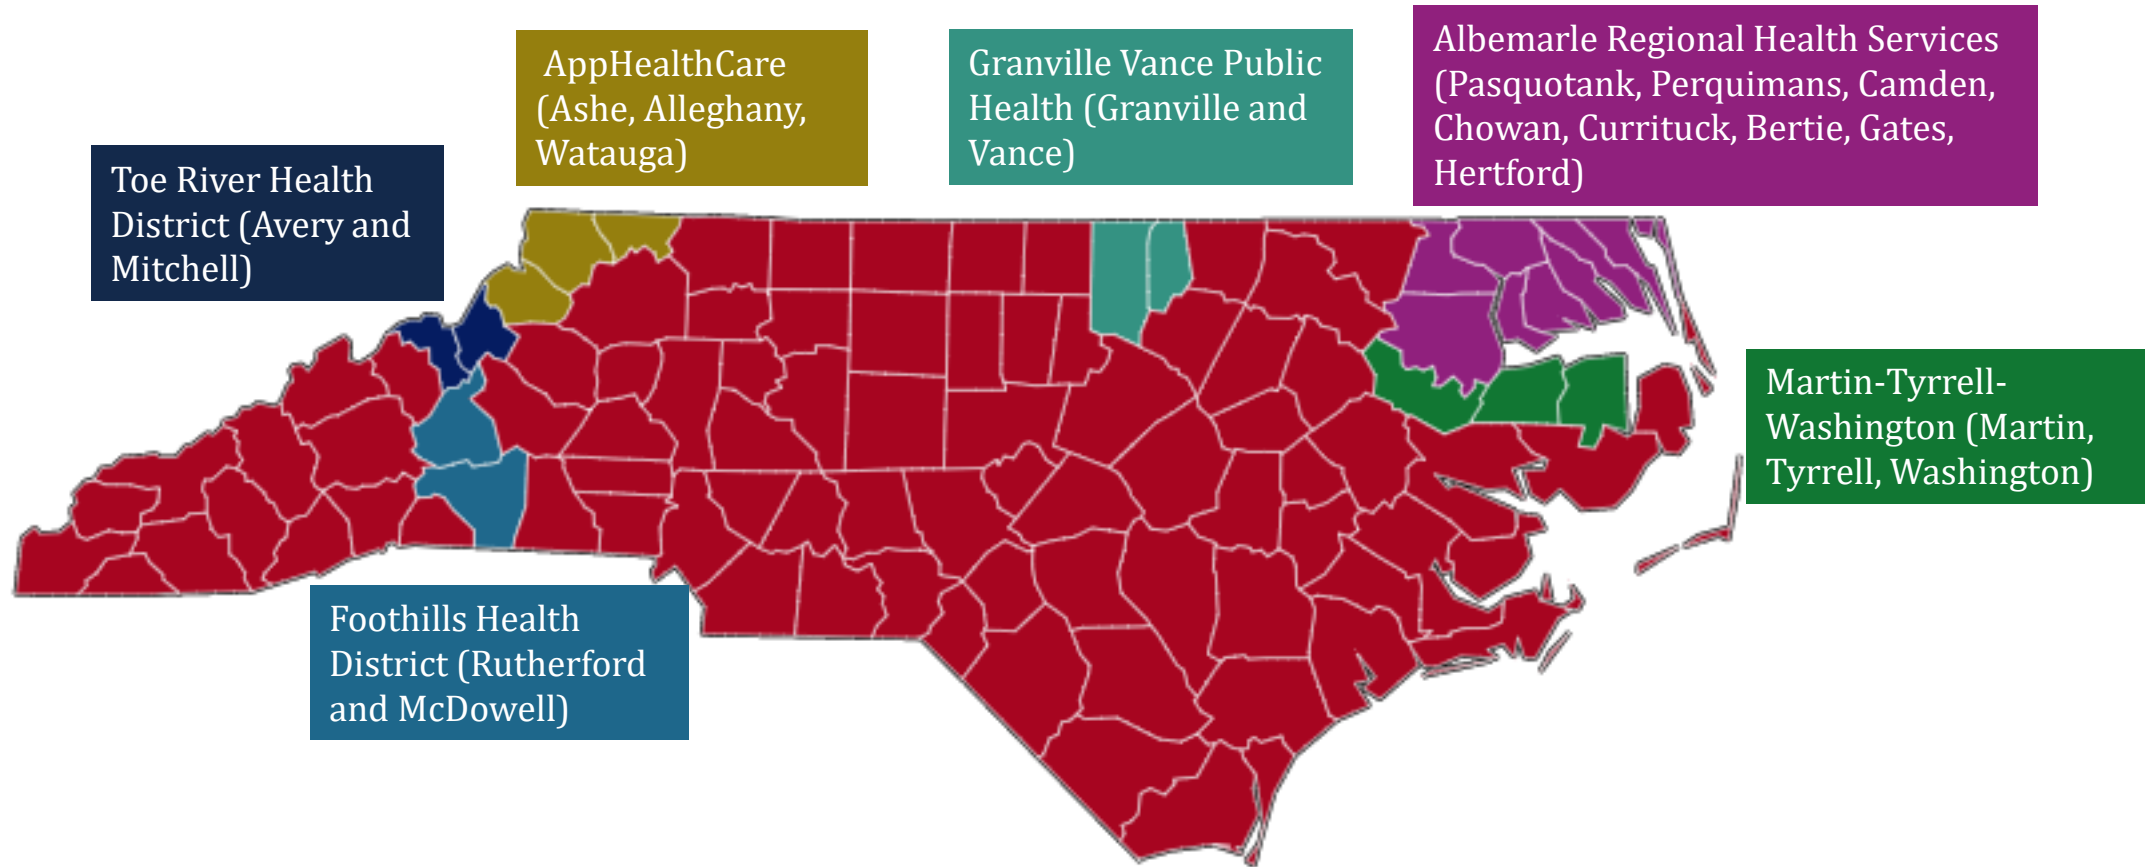 AppHealthCare
(Ashe, Alleghany,
Watauga)
Granville Vance Public
Health (Granville and
Vance)
Albemarle Regional Health Services
(Pasquotank, Perquimans, Camden,
Chowan, Currituck, Bertie, Gates,
Hertford)
Toe River Health
District (Avery and
Mitchell)
Martin-Tyrrell-
Washington (Martin,
Tyrrell, Washington)
Foothills Health
District (Rutherford
and McDowell)